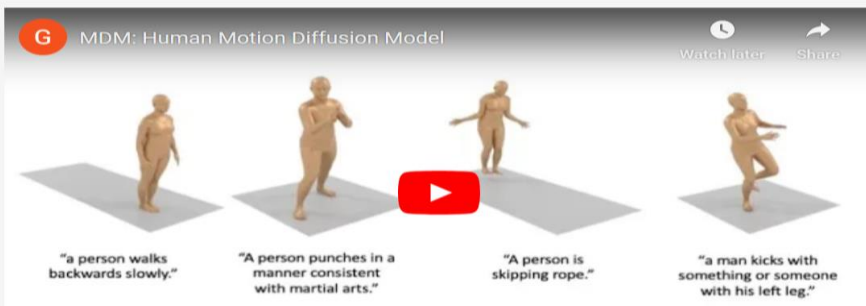 G MDM: Human Motion Diffusion Model
Watch later Share
"a person walks
backwards slowly."
"A person punches in a
manner consistent
with martial arts."
"A person is
skipping rope."
"a man kicks with
something or someone
with his left leg."